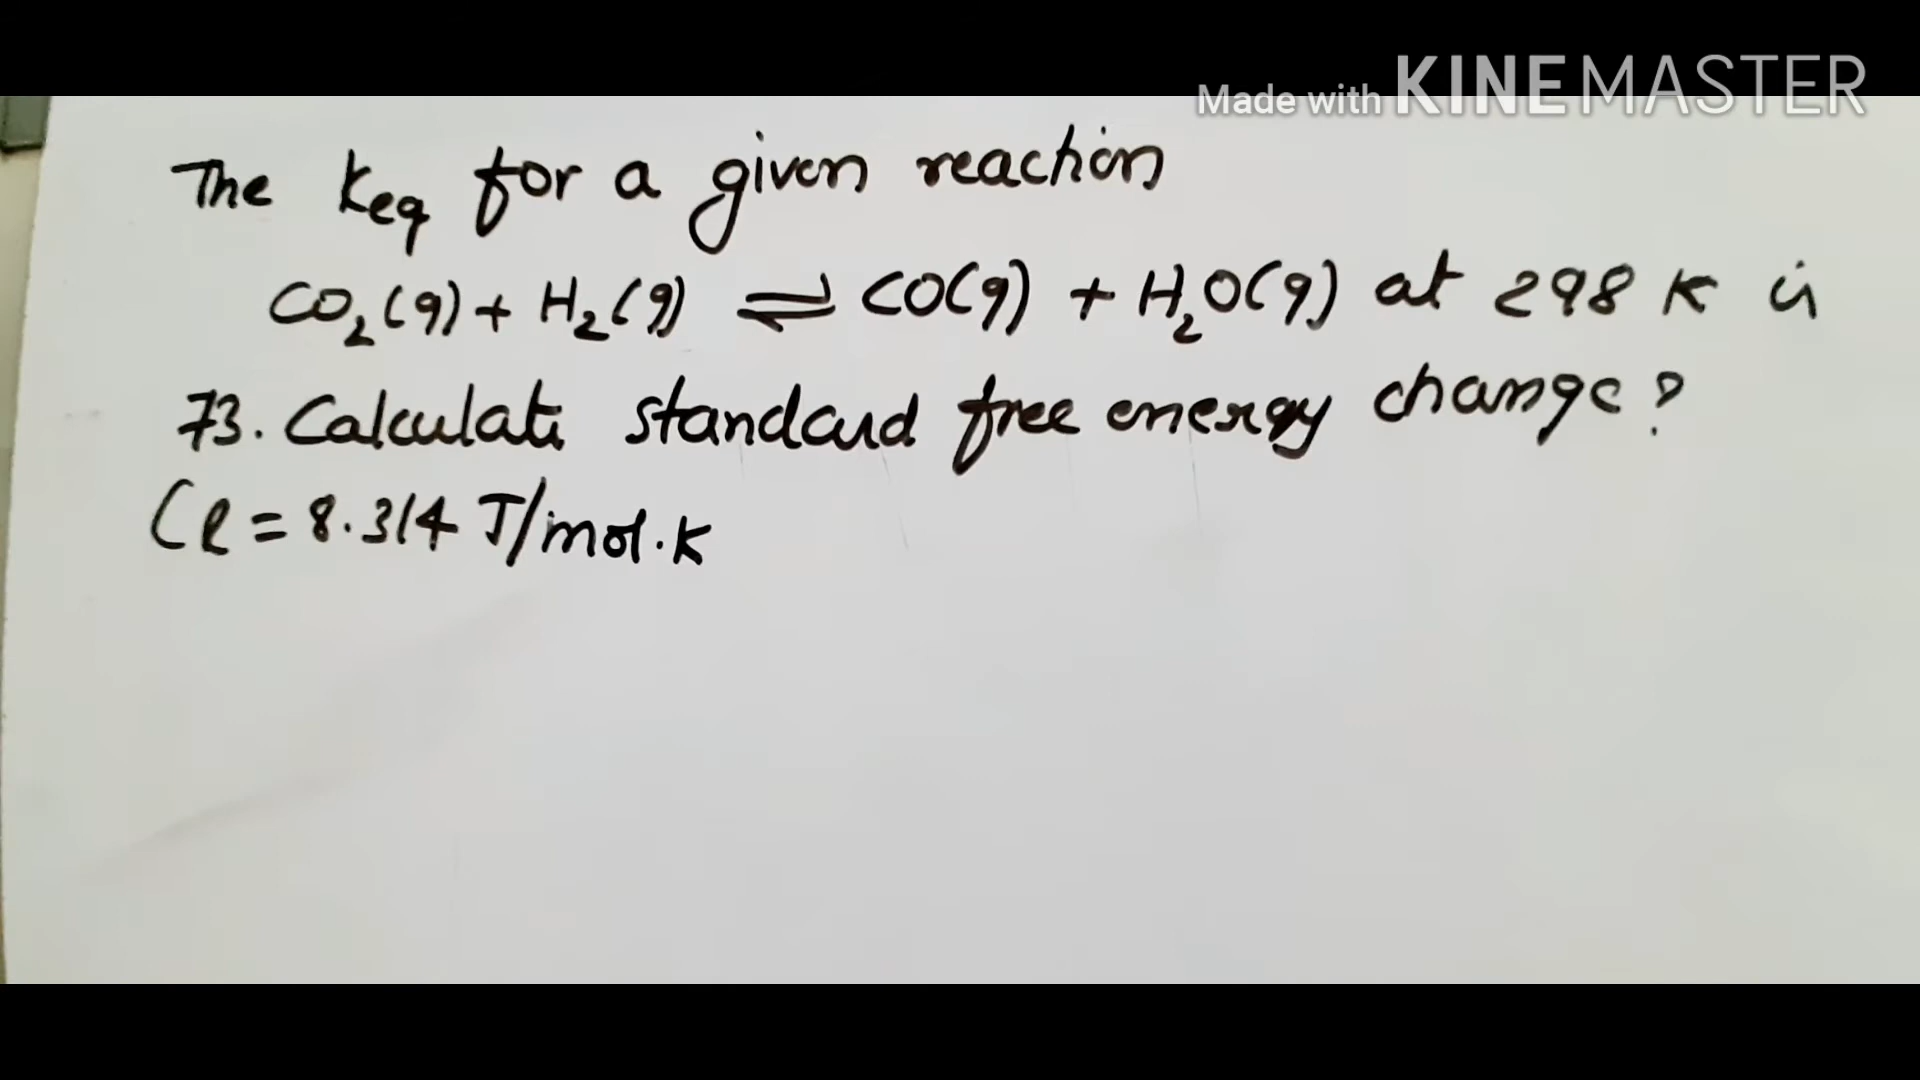 Made with KINEMASTER
The Keq for a given reaction
CO₂(g) + H₂(g) ⇌ CO(g) + H₂O(g) at 298 K is
73. Calculate standard free energy change?
(R = 8.314 J/mol.K